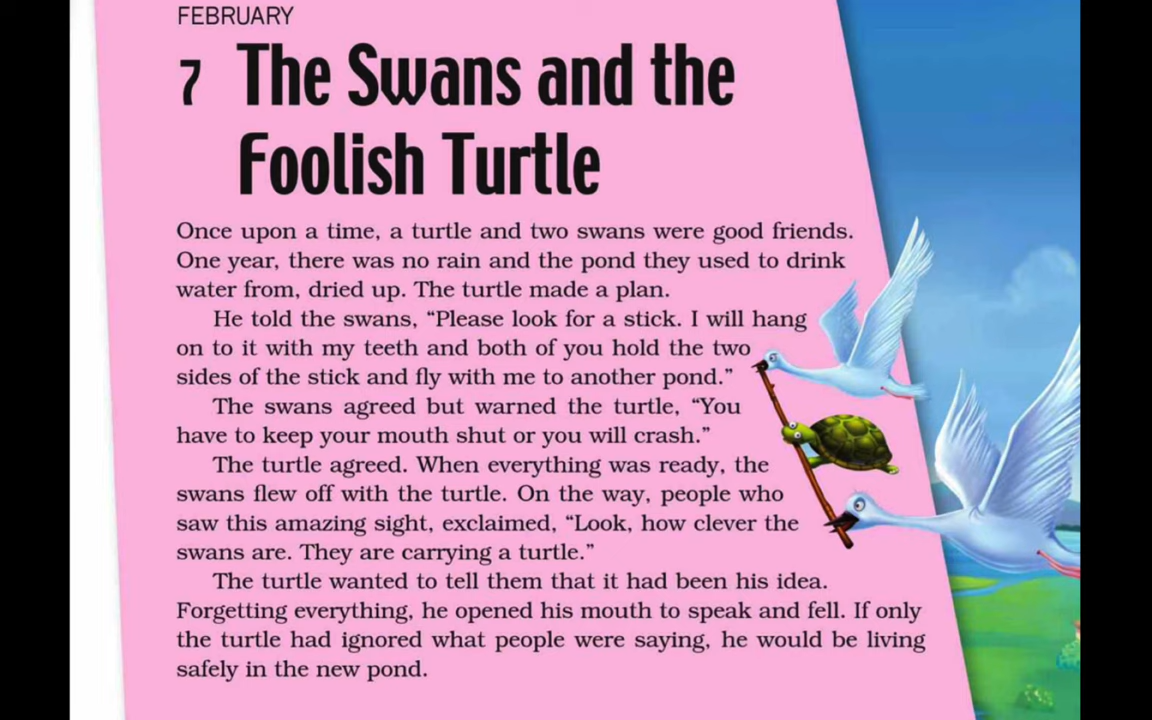 FEBRUARY
7 The Swans and the
Foolish Turtle
Once upon a time, a turtle and two swans were good friends.
One year, there was no rain and the pond they used to drink
water from, dried up. The turtle made a plan.
He told the swans, “Please look for a stick. I will hang
on to it with my teeth and both of you hold the two
sides of the stick and fly with me to another pond.”
The swans agreed but warned the turtle, “You
have to keep your mouth shut or you will crash.”
The turtle agreed. When everything was ready, the
swans flew off with the turtle. On the way, people who
saw this amazing sight, exclaimed, “Look, how clever the
swans are. They are carrying a turtle.”
The turtle wanted to tell them that it had been his idea.
Forgetting everything, he opened his mouth to speak and fell. If only
the turtle had ignored what people were saying, he would be living
safely in the new pond.